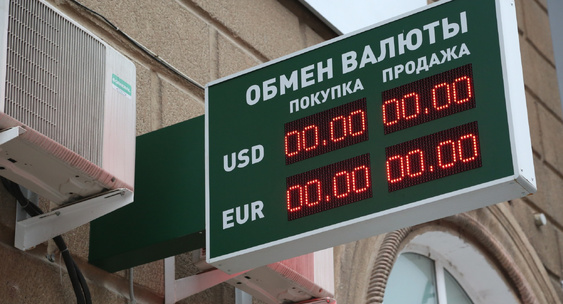 ОБМЕН ВАЛЮТЫ
ПОКУПКА ПРОДАЖА
USD 00.00 00.00
EUR 00.00 00.00